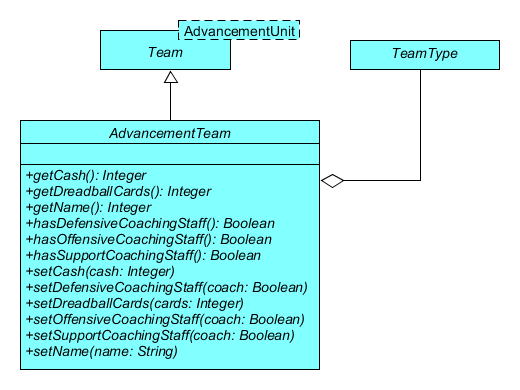 AdvancementUnit
Team
TeamType
AdvancementTeam
+getCash(): Integer
+getDreadballCards(): Integer
+getName(): Integer
+hasDefensiveCoachingStaff(): Boolean
+hasOffensiveCoachingStaff(): Boolean
+hasSupportCoachingStaff(): Boolean
+setCash(cash: Integer)
+setDefensiveCoachingStaff(coach: Boolean)
+setDreadballCards(cards: Integer)
+setOffensiveCoachingStaff(coach: Boolean)
+setSupportCoachingStaff(coach: Boolean)
+setName(name: String)